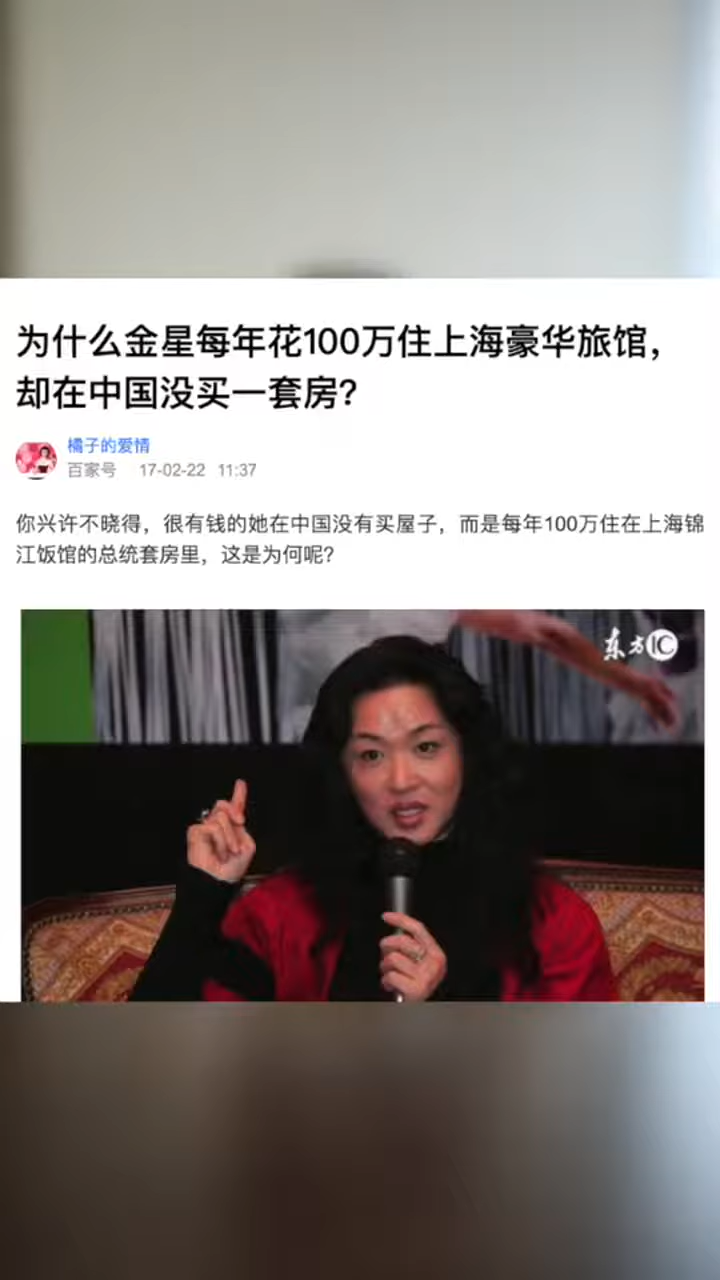 为什么金星每年花100万住上海豪华旅馆，
却在中国没买一套房？
橘子的爱情
百家号 17-02-22 11:37
你兴许不晓得，很有钱的她在中国没有买屋子，而是每年100万住在上海锦
江饭馆的总统套房里，这是为何呢？
东方IC